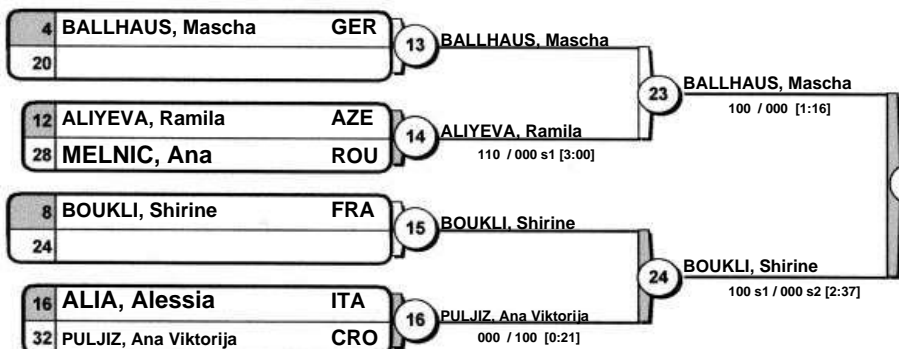 4 BALLHAUS, Mascha GER
20
13 BALLHAUS, Mascha
12 ALIYEVA, Ramila AZE
28 MELNIC, Ana ROU
14 ALIYEVA, Ramila
110 / 000 s1 [3:00]
23 BALLHAUS, Mascha
100 / 000 [1:16]
8 BOUKLI, Shirine FRA
24
15 BOUKLI, Shirine
16 ALIA, Alessia ITA
32 PULJIZ, Ana Viktorija CRO
16 PULJIZ, Ana Viktorija
000 / 100 [0:21]
24 BOUKLI, Shirine
100 s1 / 000 s2 [2:37]